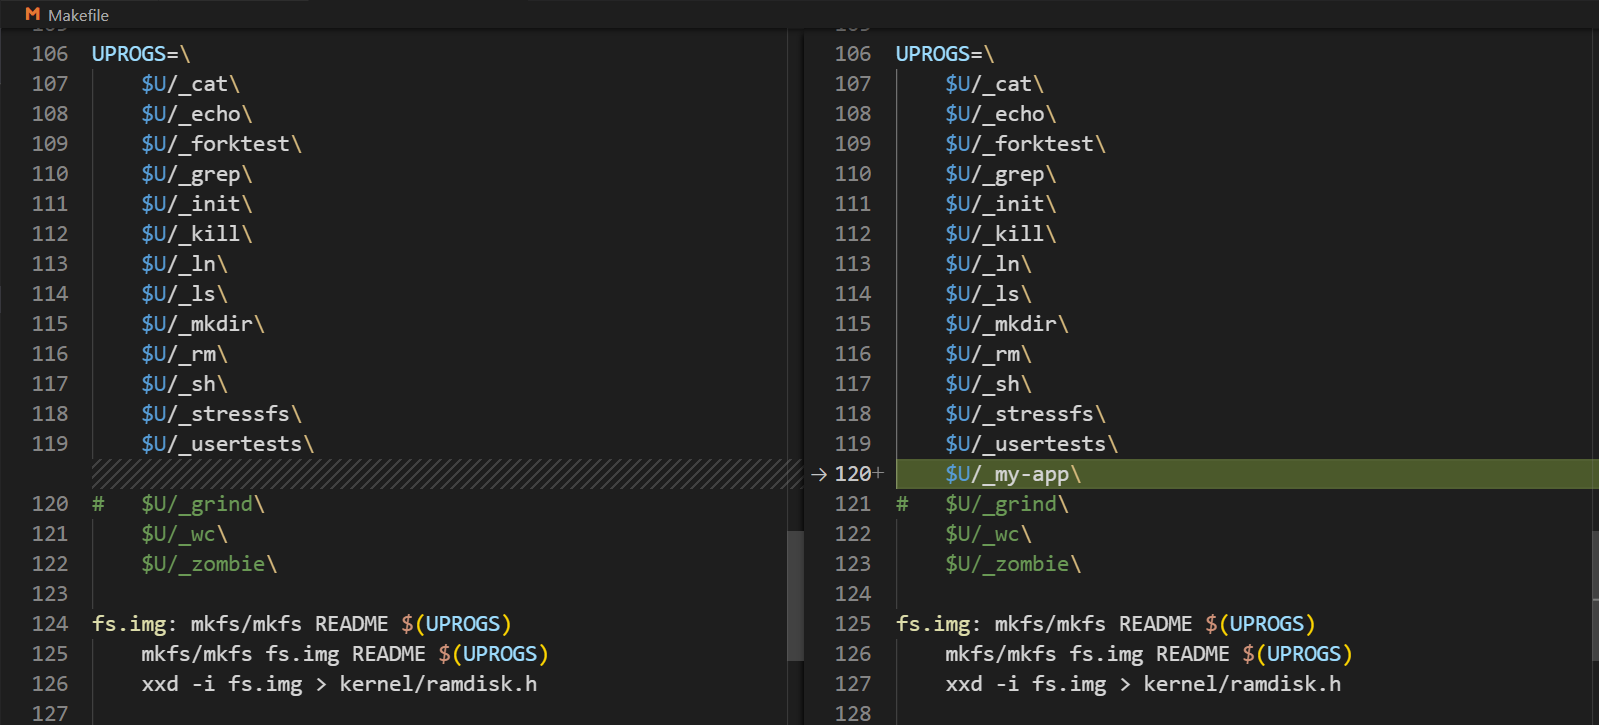 Makefile
106 UPROGS=\
107 $U/_cat\
108 $U/_echo\
109 $U/_forktest\
110 $U/_grep\
111 $U/_init\
112 $U/_kill\
113 $U/_ln\
114 $U/_ls\
115 $U/_mkdir\
116 $U/_rm\
117 $U/_sh\
118 $U/_stressfs\
119 $U/_usertests\
120 # $U/_grind\
121 $U/_wc\
122 $U/_zombie\
123
124 fs.img: mkfs/mkfs README $(UPROGS)
125 mkfs/mkfs fs.img README $(UPROGS)
126 xxd -i fs.img > kernel/ramdisk.h
127
106 UPROGS=\
107 $U/_cat\
108 $U/_echo\
109 $U/_forktest\
110 $U/_grep\
111 $U/_init\
112 $U/_kill\
113 $U/_ln\
114 $U/_ls\
115 $U/_mkdir\
116 $U/_rm\
117 $U/_sh\
118 $U/_stressfs\
119 $U/_usertests\
→ 120+ $U/_my-app\
121 # $U/_grind\
122 $U/_wc\
123 $U/_zombie\
124
125 fs.img: mkfs/mkfs README $(UPROGS)
126 mkfs/mkfs fs.img README $(UPROGS)
127 xxd -i fs.img > kernel/ramdisk.h
128